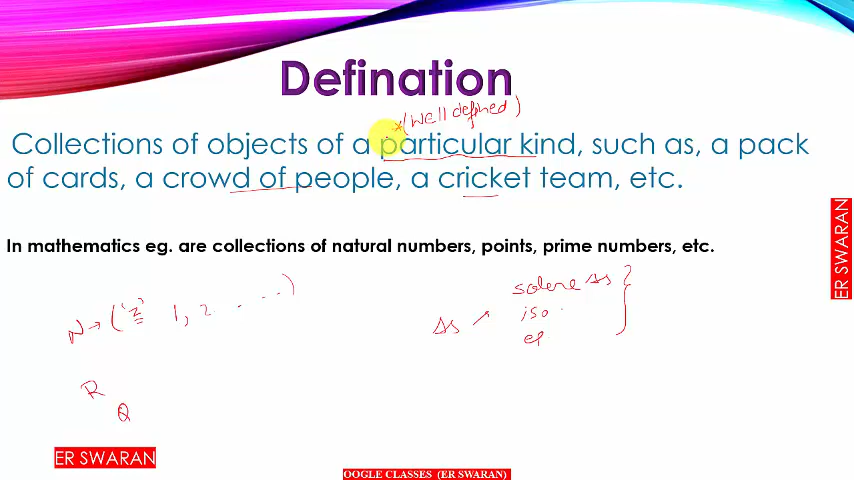 Defination
*(well defined)
Collections of objects of a particular kind, such as, a pack
of cards, a crowd of people, a cricket team, etc.
In mathematics eg. are collections of natural numbers, points, prime numbers, etc.
N → ('z' 1, 2 ......)
Δs
iso.
R
Q
ER SWARAN
ER SWARAN
OOGLE CLASSES (ER SWARAN)